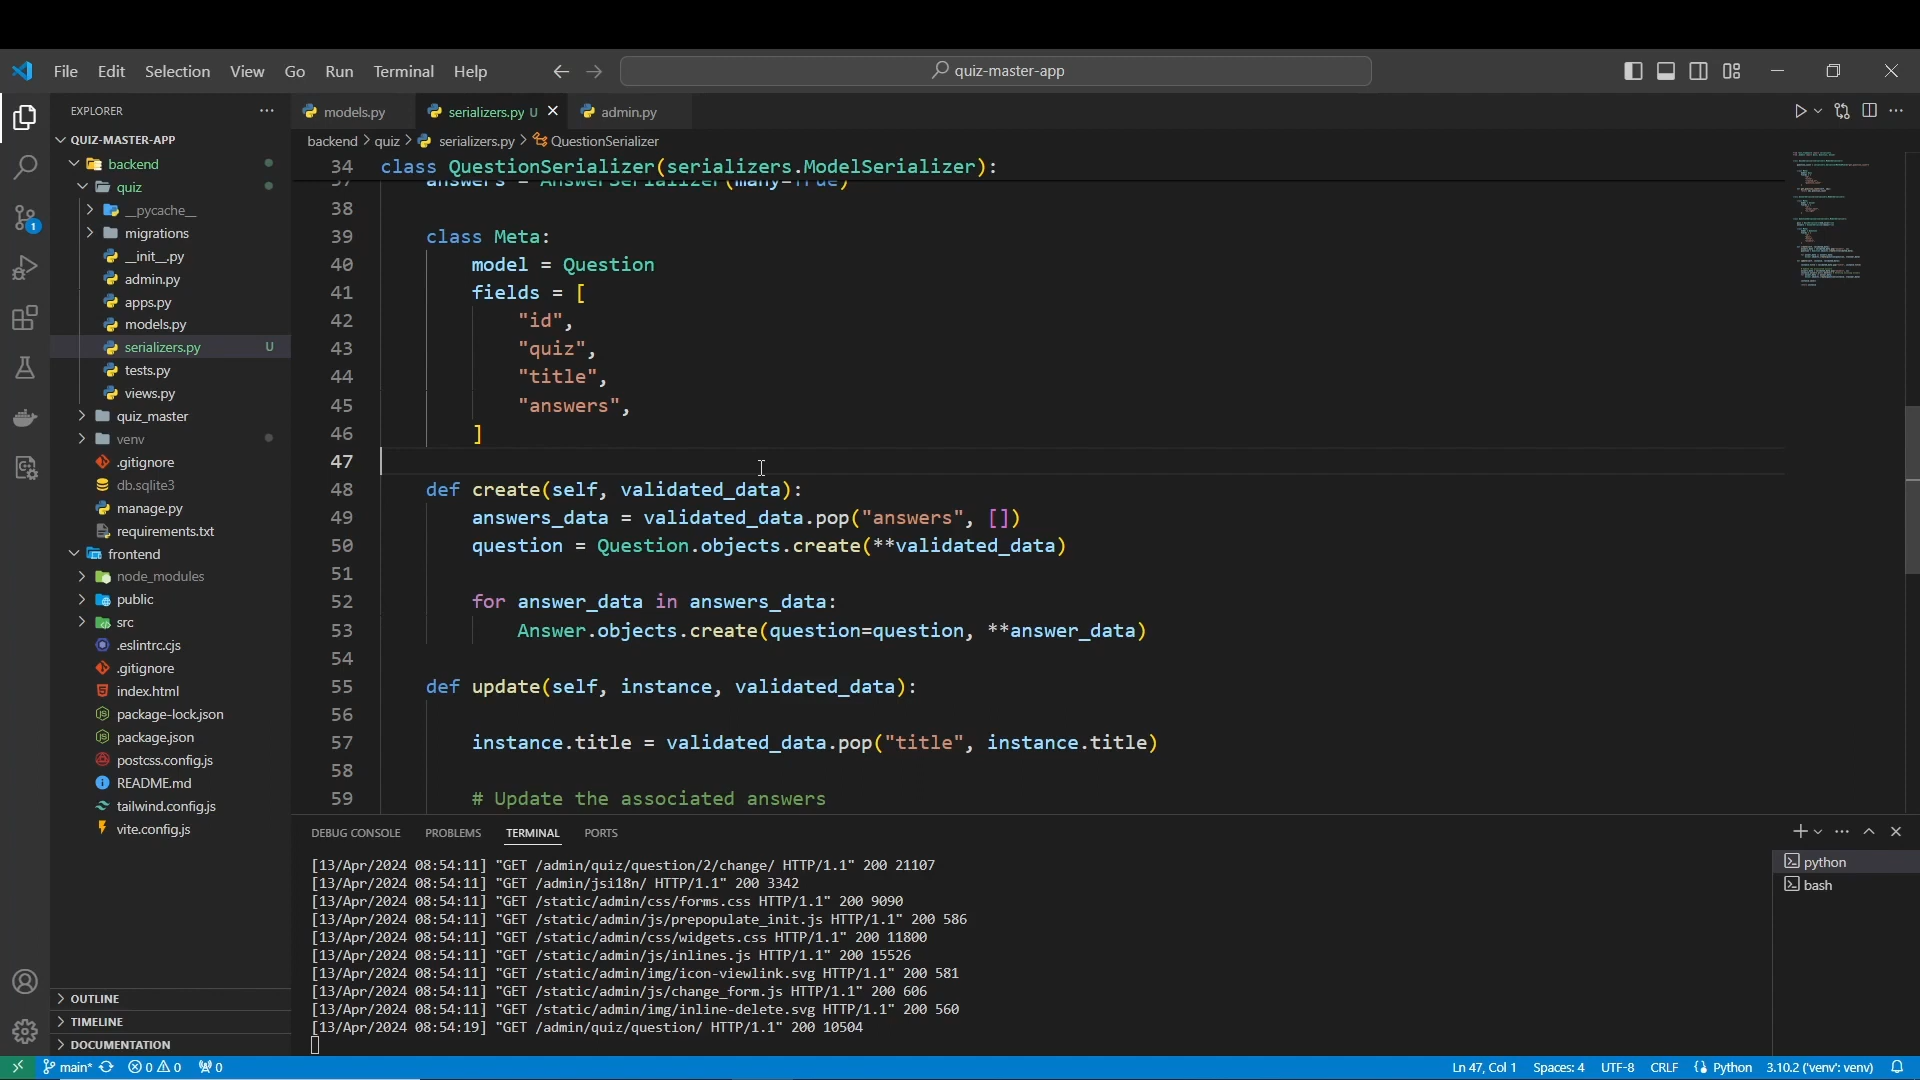 File Edit Selection View Go Run Terminal Help
quiz-master-app
EXPLORER
models.py
serializers.py U
admin.py
QUIZ-MASTER-APP
backend
quiz
__pycache__
migrations
__init__.py
admin.py
apps.py
models.py
serializers.py U
tests.py
views.py
quiz_master
venv
.gitignore
db.sqlite3
manage.py
requirements.txt
frontend
node_modules
public
src
.eslintrc.cjs
.gitignore
index.html
package-lock.json
package.json
postcss.config.js
README.md
tailwind.config.js
vite.config.js
OUTLINE
TIMELINE
DOCUMENTATION
1
backend > quiz > serializers.py > QuestionSerializer
34 class QuestionSerializer(serializers.ModelSerializer):
37 answers = AnswerSerializer(many=True)
38
39 class Meta:
40 model = Question
41 fields = [
42 "id",
43 "quiz",
44 "title",
45 "answers",
46 ]
47
48 def create(self, validated_data):
49 answers_data = validated_data.pop("answers", [])
50 question = Question.objects.create(**validated_data)
51
52 for answer_data in answers_data:
53 Answer.objects.create(question=question, **answer_data)
54
55 def update(self, instance, validated_data):
56
57 instance.title = validated_data.pop("title", instance.title)
58
59 # Update the associated answers
DEBUG CONSOLE PROBLEMS TERMINAL PORTS
[13/Apr/2024 08:54:11] "GET /admin/quiz/question/2/change/ HTTP/1.1" 200 21107
[13/Apr/2024 08:54:11] "GET /admin/jsi18n/ HTTP/1.1" 200 3342
[13/Apr/2024 08:54:11] "GET /static/admin/css/forms.css HTTP/1.1" 200 9090
[13/Apr/2024 08:54:11] "GET /static/admin/js/prepopulate_init.js HTTP/1.1" 200 586
[13/Apr/2024 08:54:11] "GET /static/admin/css/widgets.css HTTP/1.1" 200 11800
[13/Apr/2024 08:54:11] "GET /static/admin/js/inlines.js HTTP/1.1" 200 15526
[13/Apr/2024 08:54:11] "GET /static/admin/img/icon-viewlink.svg HTTP/1.1" 200 581
[13/Apr/2024 08:54:11] "GET /static/admin/js/change_form.js HTTP/1.1" 200 606
[13/Apr/2024 08:54:11] "GET /static/admin/img/inline-delete.svg HTTP/1.1" 200 560
[13/Apr/2024 08:54:19] "GET /admin/quiz/question/ HTTP/1.1" 200 10504
python
bash
main* 0 0 0 Ln 47, Col 1 Spaces: 4 UTF-8 CRLF Python 3.10.2 ('venv': venv)